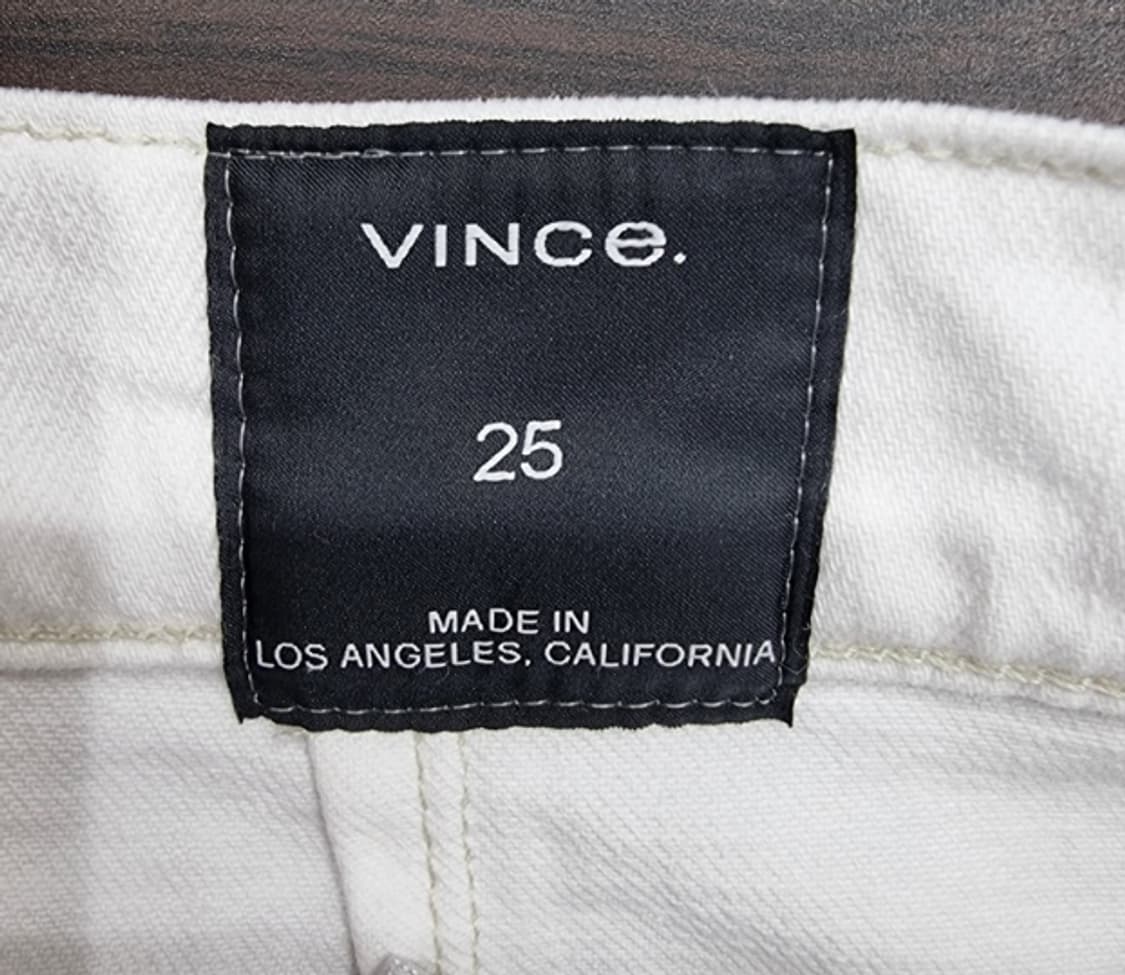 VINCe.
25
MADE IN
LOS ANGELES, CALIFORNIA